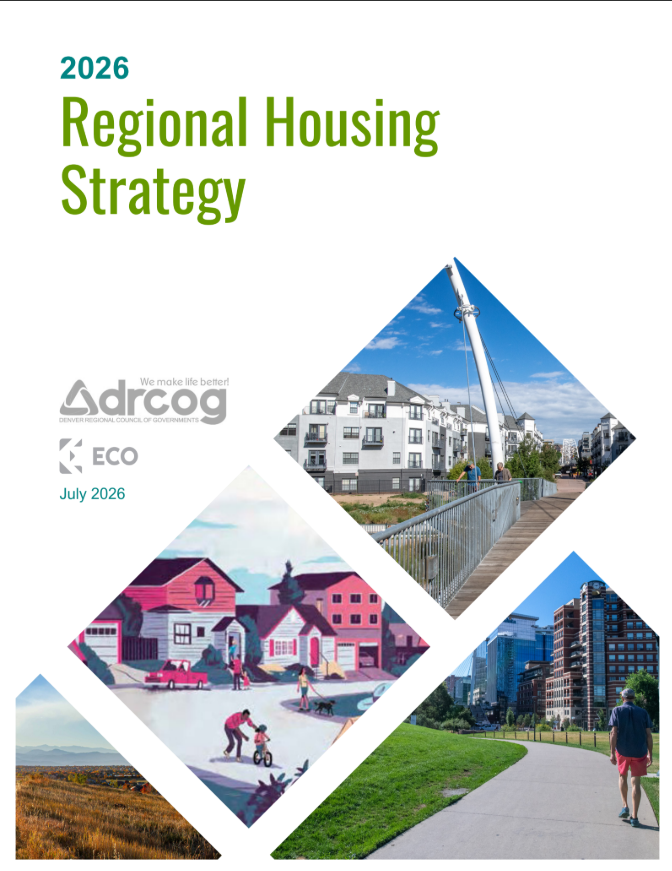 2026
Regional Housing
Strategy
We make life better!
drcog
DENVER REGIONAL COUNCIL OF GOVERNMENTS
ECO
July 2026